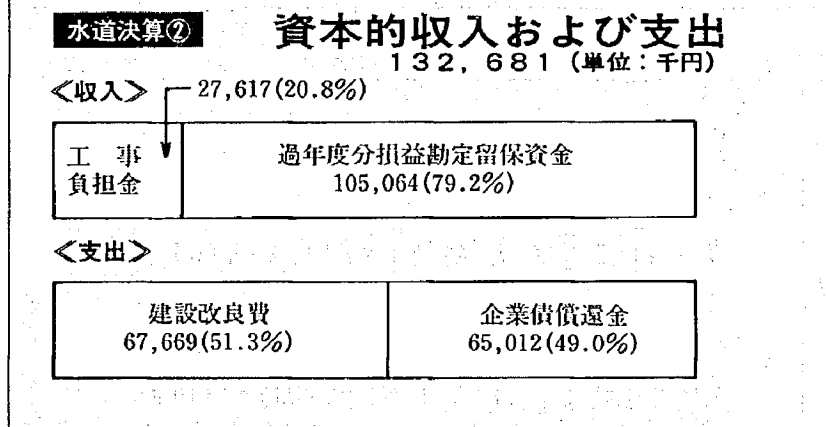 水道決算②
資本的収入および支出
132,681(単位:千円)
<収入>
27,617(20.8%)
工事
負担金
過年度分損益勘定留保資金
105,064(79.2%)
<支出>
建設改良費
67,669(51.3%)
企業債償還金
65,012(49.0%)